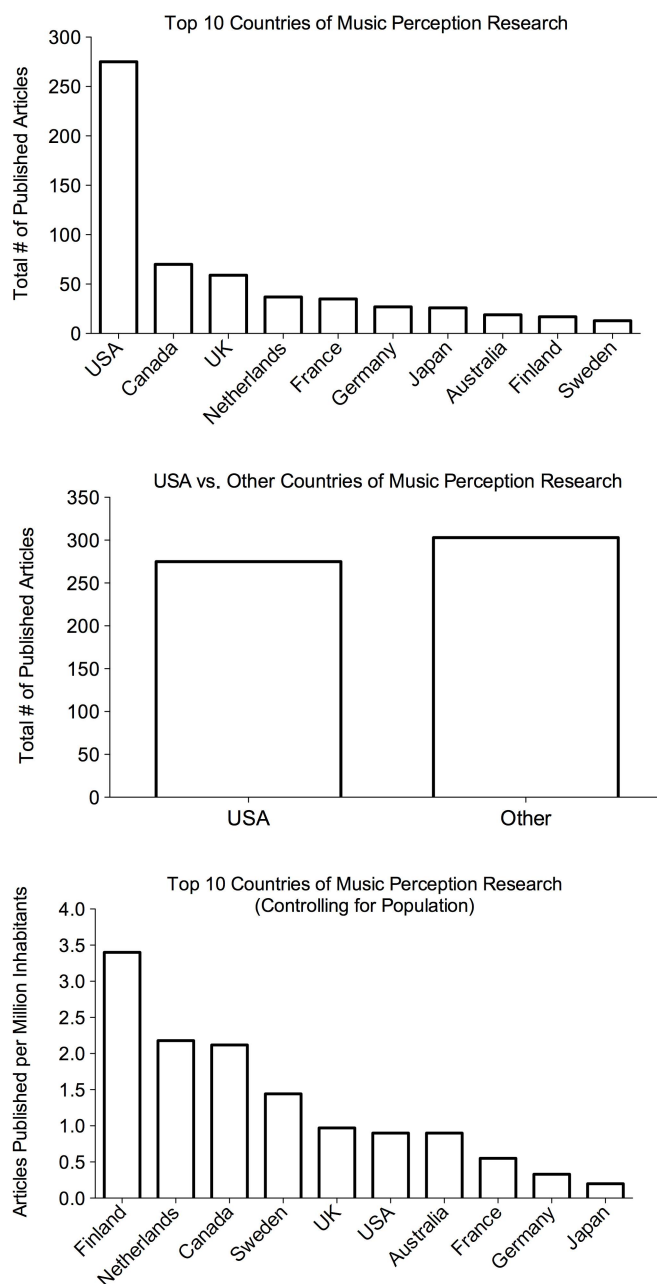 Top 10 Countries of Music Perception Research
Total # of Published Articles
300
250
200
150
100
50
0
USA
Canada
UK
Netherlands
France
Germany
Japan
Australia
Finland
Sweden
USA vs. Other Countries of Music Perception Research
Total # of Published Articles
350
300
250
200
150
100
50
0
USA
Other
Top 10 Countries of Music Perception Research
(Controlling for Population)
Articles Published per Million Inhabitants
4.0
3.5
3.0
2.5
2.0
1.5
1.0
0.5
0.0
Finland
Netherlands
Canada
Sweden
UK
USA
Australia
France
Germany
Japan